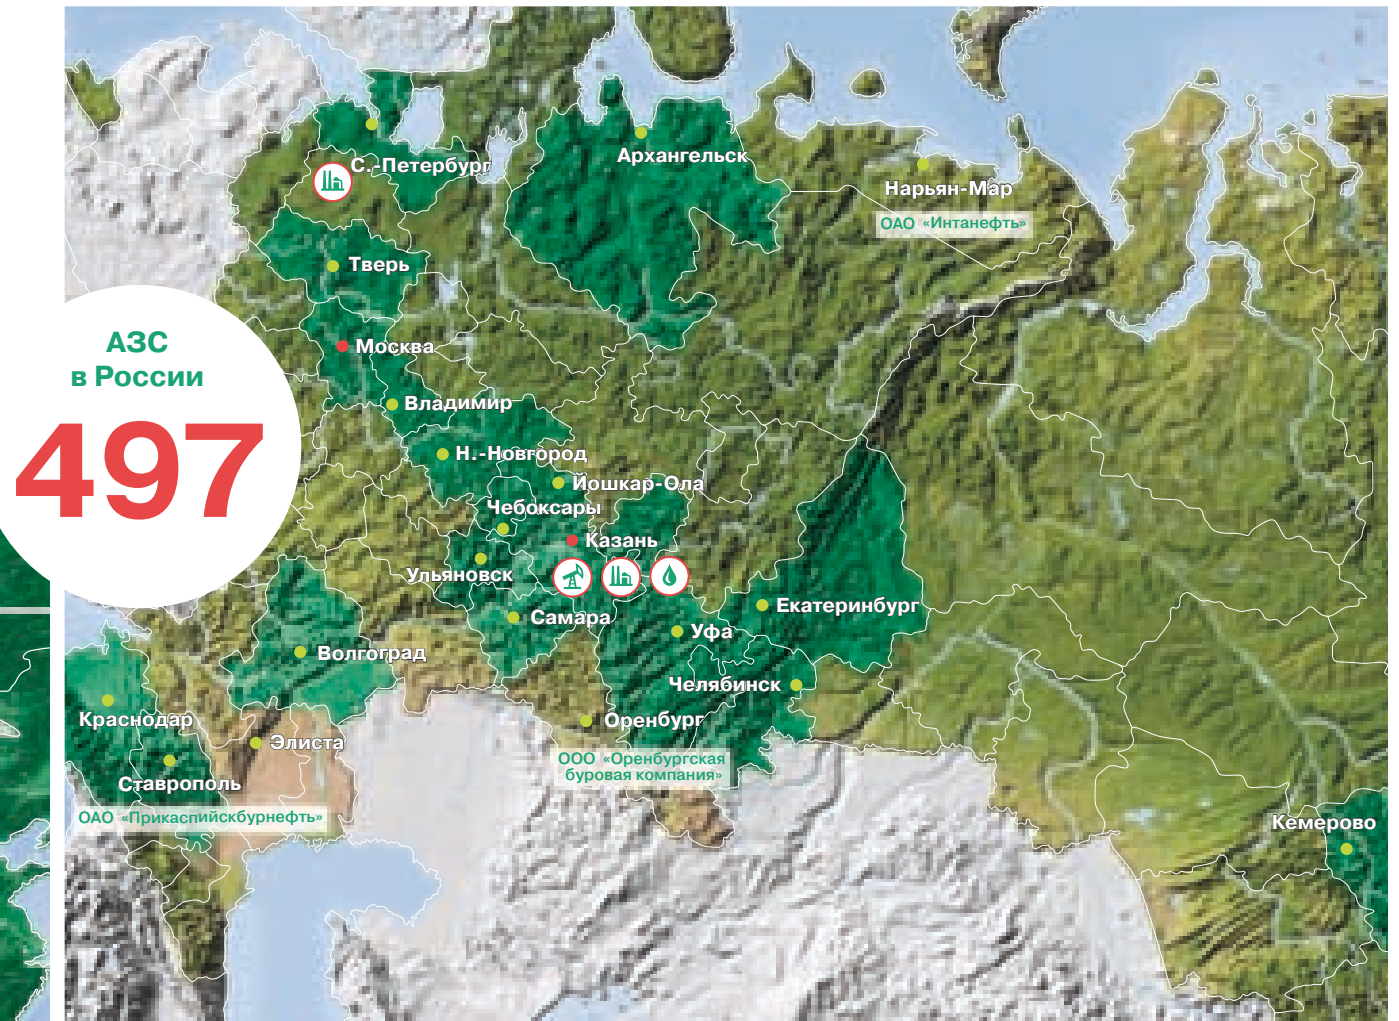 С.-Петербург
Архангельск
Нарьян-Мар
ОАО «Интанефть»
Тверь
АЗС
в России
497
Москва
Владимир
Н.-Новгород
Йошкар-Ола
Чебоксары
Казань
Ульяновск
Самара
Екатеринбург
Уфа
Волгоград
Челябинск
Краснодар
Оренбург
Элиста
ООО «Оренбургская
буровая компания»
Ставрополь
ОАО «Прикаспийскбурнефть»
Кемерово